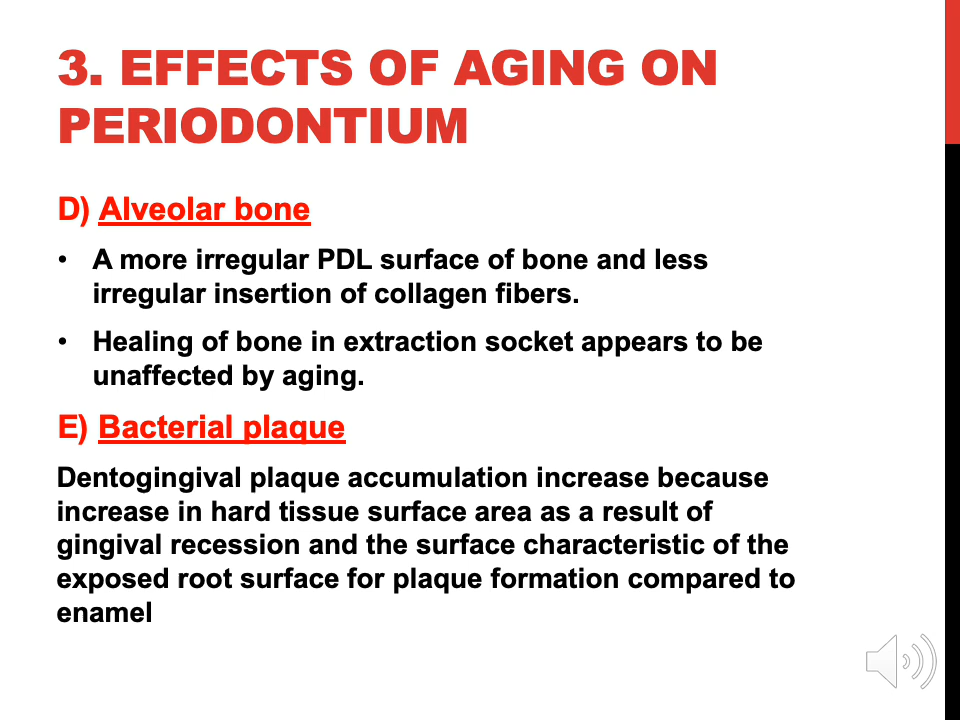 3. EFFECTS OF AGING ON
PERIODONTIUM
D) Alveolar bone
• A more irregular PDL surface of bone and less
irregular insertion of collagen fibers.
• Healing of bone in extraction socket appears to be
unaffected by aging.
E) Bacterial plaque
Dentogingival plaque accumulation increase because
increase in hard tissue surface area as a result of
gingival recession and the surface characteristic of the
exposed root surface for plaque formation compared to
enamel